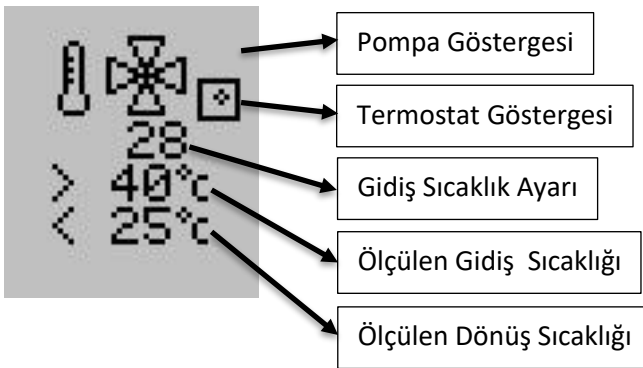 Pompa Göstergesi
Termostat Göstergesi
28
Gidiş Sıcaklık Ayarı
> 40°c
Ölçülen Gidiş Sıcaklığı
< 25°c
Ölçülen Dönüş Sıcaklığı